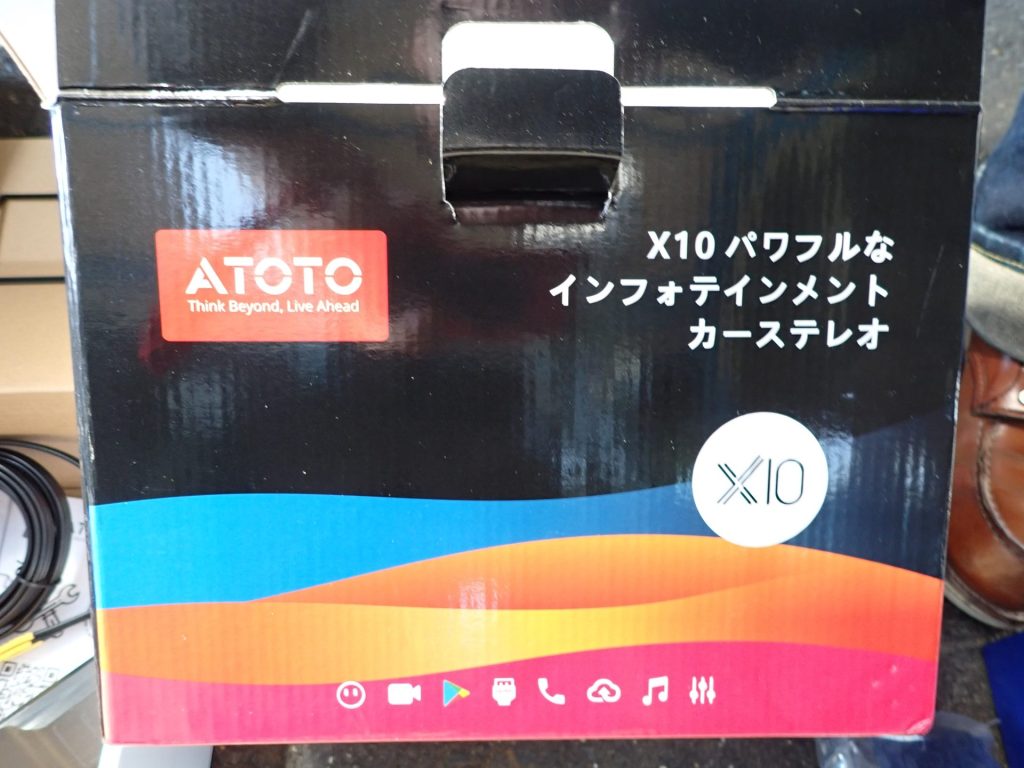 ATOTO
Think Beyond, Live Ahead
X10 パワフルな
インフォテインメント
カーステレオ
X10